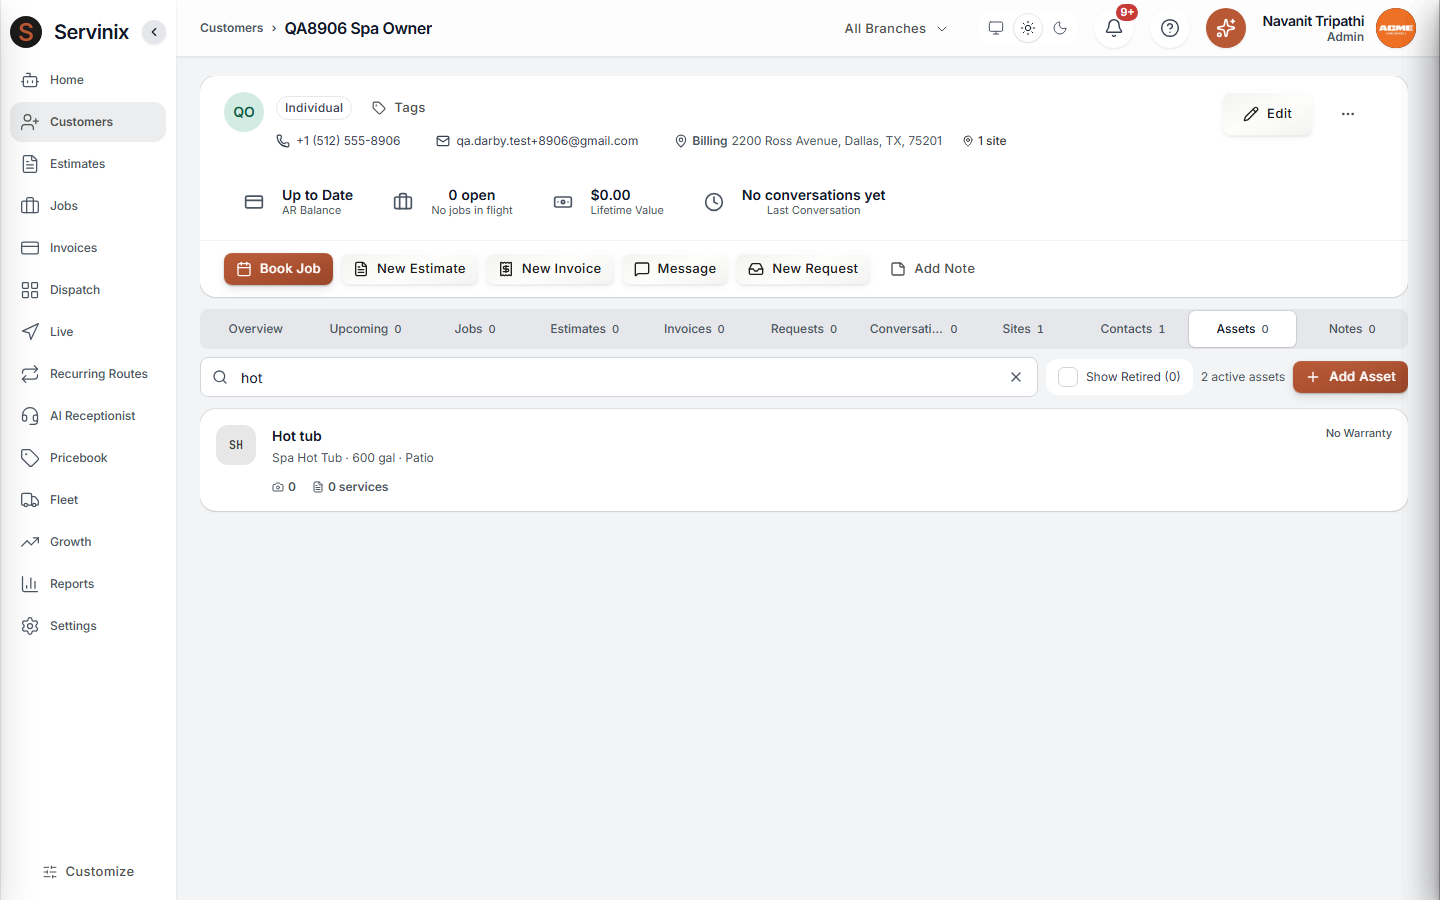 Servinix
Home
Customers
Estimates
Jobs
Invoices
Dispatch
Live
Recurring Routes
AI Receptionist
Pricebook
Fleet
Growth
Reports
Settings
Customize
Customers › QA8906 Spa Owner
All Branches
9+
Navanit Tripathi
Admin
ACME
QO
Individual
Tags
+1 (512) 555-8906
qa.darby.test+8906@gmail.com
Billing 2200 Ross Avenue, Dallas, TX, 75201
1 site
Edit
Up to Date
AR Balance
0 open
No jobs in flight
$0.00
Lifetime Value
No conversations yet
Last Conversation
Book Job
New Estimate
New Invoice
Message
New Request
Add Note
Overview
Upcoming 0
Jobs 0
Estimates 0
Invoices 0
Requests 0
Conversati... 0
Sites 1
Contacts 1
Assets 0
Notes 0
hot
Show Retired (0)
2 active assets
Add Asset
SH
Hot tub
Spa Hot Tub · 600 gal · Patio
0
0 services
No Warranty